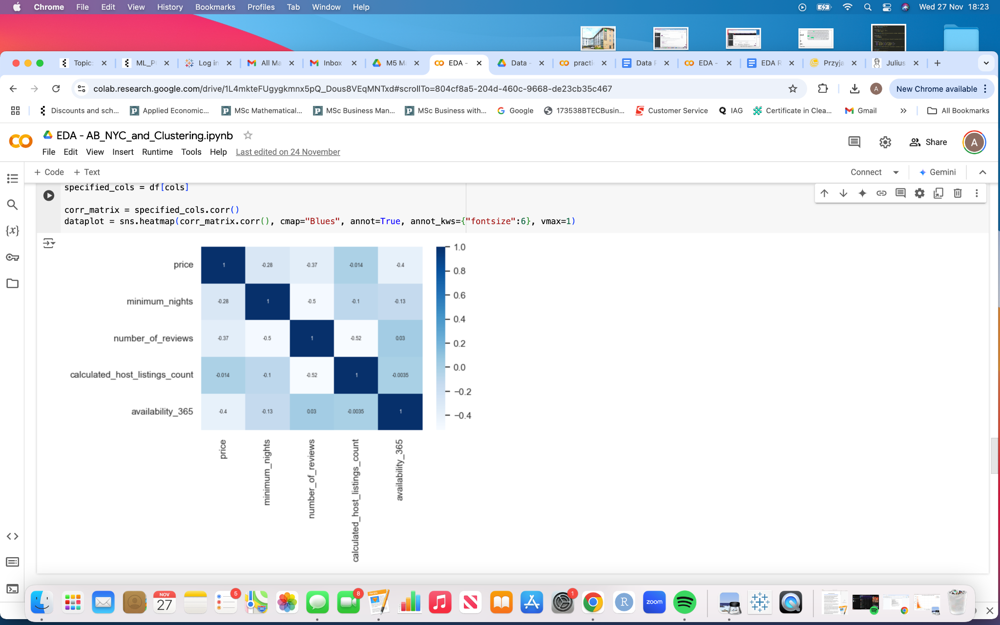 Chrome File Edit View History Bookmarks Profiles Tab Window Help Wed 27 Nov 18:23
Topic: ML_P Log in All Ma Inbox M5 M EDA - Data - practi Data EDA - EDA R Przyja Julius
colab.research.google.com/drive/1L4mkteFUgygkmnx5pQ_Dous8VEqMNTxd#scrollTo=804cf8a5-204d-460c-9668-de23cb35c467 A New Chrome available
Discounts and sch... Applied Economic... MSc Mathematical... MSc Business Man... MSc Business with... Google 173538BTECBusin... Customer Service IAG Certificate in Clea... Gmail All Bookmarks
EDA - AB_NYC_and_Clustering.ipynb
File Edit View Insert Runtime Tools Help Last edited on 24 November
Share A
+ Code + Text Connect Gemini
specified_cols = df[cols]
corr_matrix = specified_cols.corr()
dataplot = sns.heatmap(corr_matrix.corr(), cmap="Blues", annot=True, annot_kws={"fontsize":6}, vmax=1)
price 1 -0.28 -0.37 -0.014 -0.4
minimum_nights -0.28 1 -0.5 -0.1 -0.13
number_of_reviews -0.37 -0.5 1 -0.52 0.03
calculated_host_listings_count -0.014 -0.1 -0.52 1 -0.0035
availability_365 -0.4 -0.13 0.03 -0.0035 1
1.0
0.8
0.6
0.4
0.2
0.0
−0.2
−0.4
price
minimum_nights
number_of_reviews
calculated_host_listings_count
availability_365
NOV
27
5
280
8
PAGES
1
R
zoom